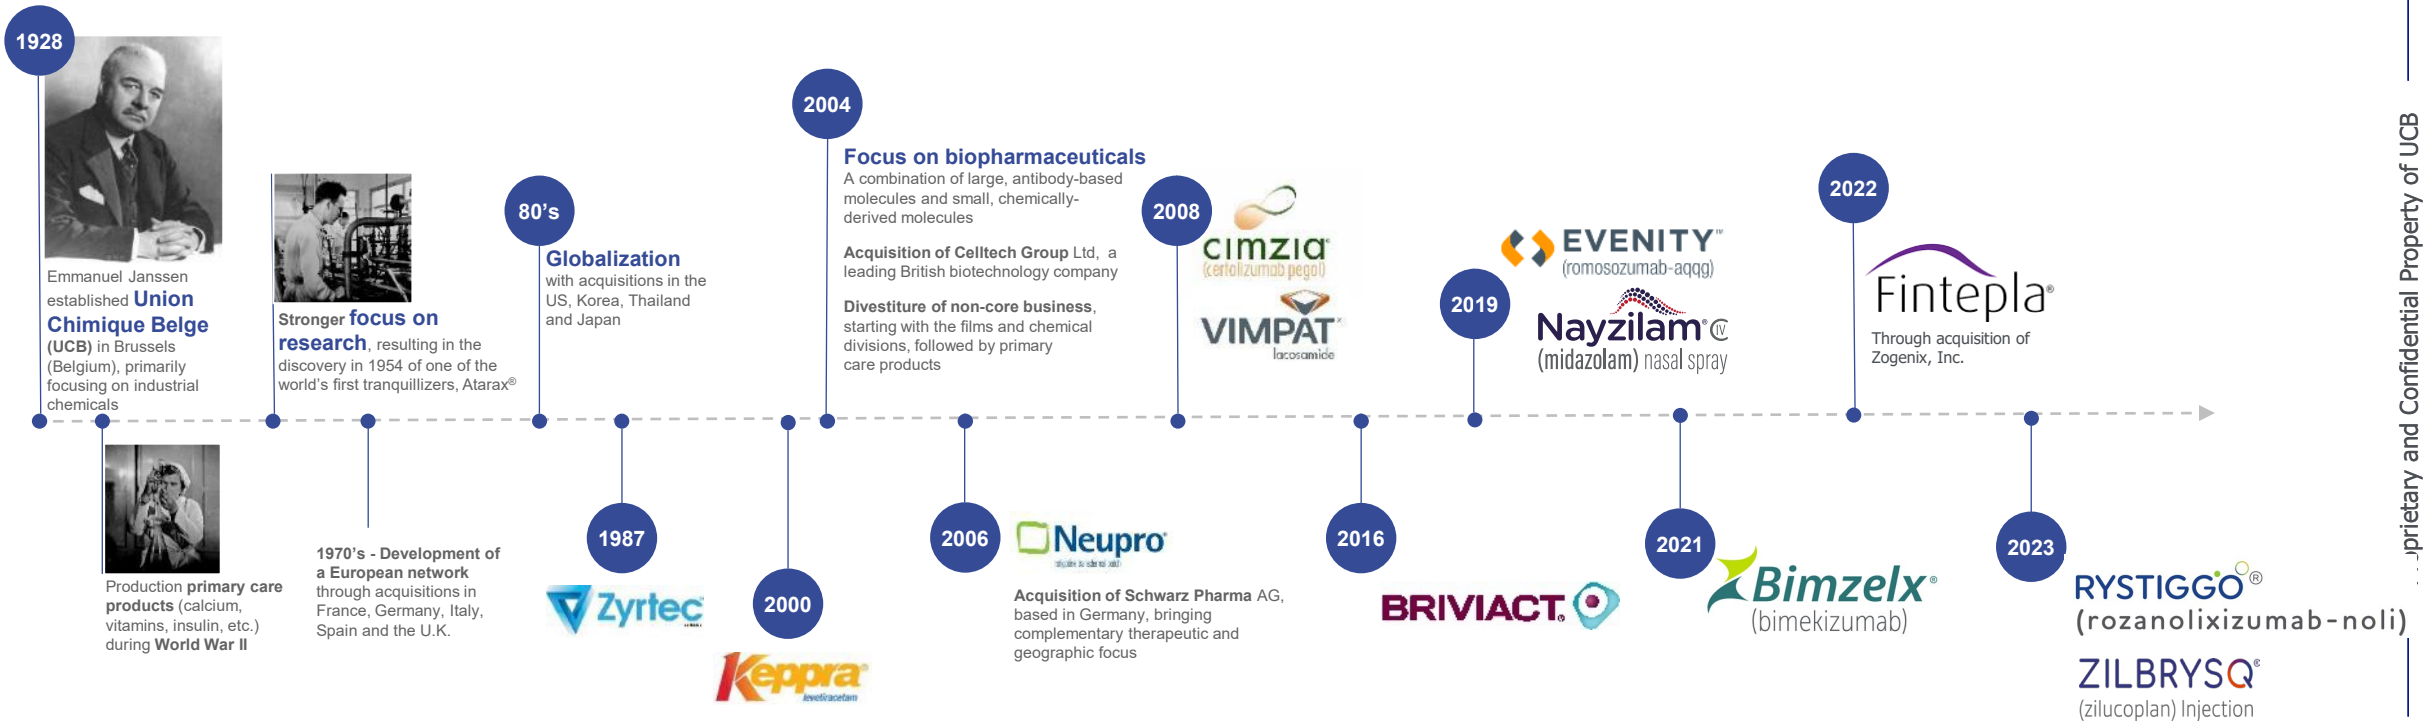 1928
Emmanuel Janssen
established Union
Chimique Belge
(UCB) in Brussels
(Belgium), primarily
focusing on industrial
chemicals
Production primary care
products (calcium,
vitamins, insulin, etc.)
during World War II
Stronger focus on
research, resulting in the
discovery in 1954 of one of the
world's first tranquillizers, Atarax®
1970's - Development of
a European network
through acquisitions in
France, Germany, Italy,
Spain and the U.K.
80's
Globalization
with acquisitions in the
US, Korea, Thailand
and Japan
1987
Zyrtec
2000
Keppra®
levetiracetam
2004
Focus on biopharmaceuticals
A combination of large, antibody-based
molecules and small, chemically-
derived molecules
Acquisition of Celltech Group Ltd, a
leading British biotechnology company
Divestiture of non-core business,
starting with the films and chemical
divisions, followed by primary
care products
2006
Neupro®
Acquisition of Schwarz Pharma AG,
based in Germany, bringing
complementary therapeutic and
geographic focus
2008
cimzia®
(certolizumab pegol)
VIMPAT®
lacosamide
2016
BRIVIACT®
2019
EVENITY™
(romosozumab-aqqg)
Nayzilam® CIV
(midazolam) nasal spray
2021
Bimzelx®
(bimekizumab)
2022
Fintepla®
Through acquisition of
Zogenix, Inc.
2023
RYSTIGGO®
(rozanolixizumab-noli)
ZILBRYSQ®
(zilucoplan) Injection
oprietary and Confidential Property of UCB